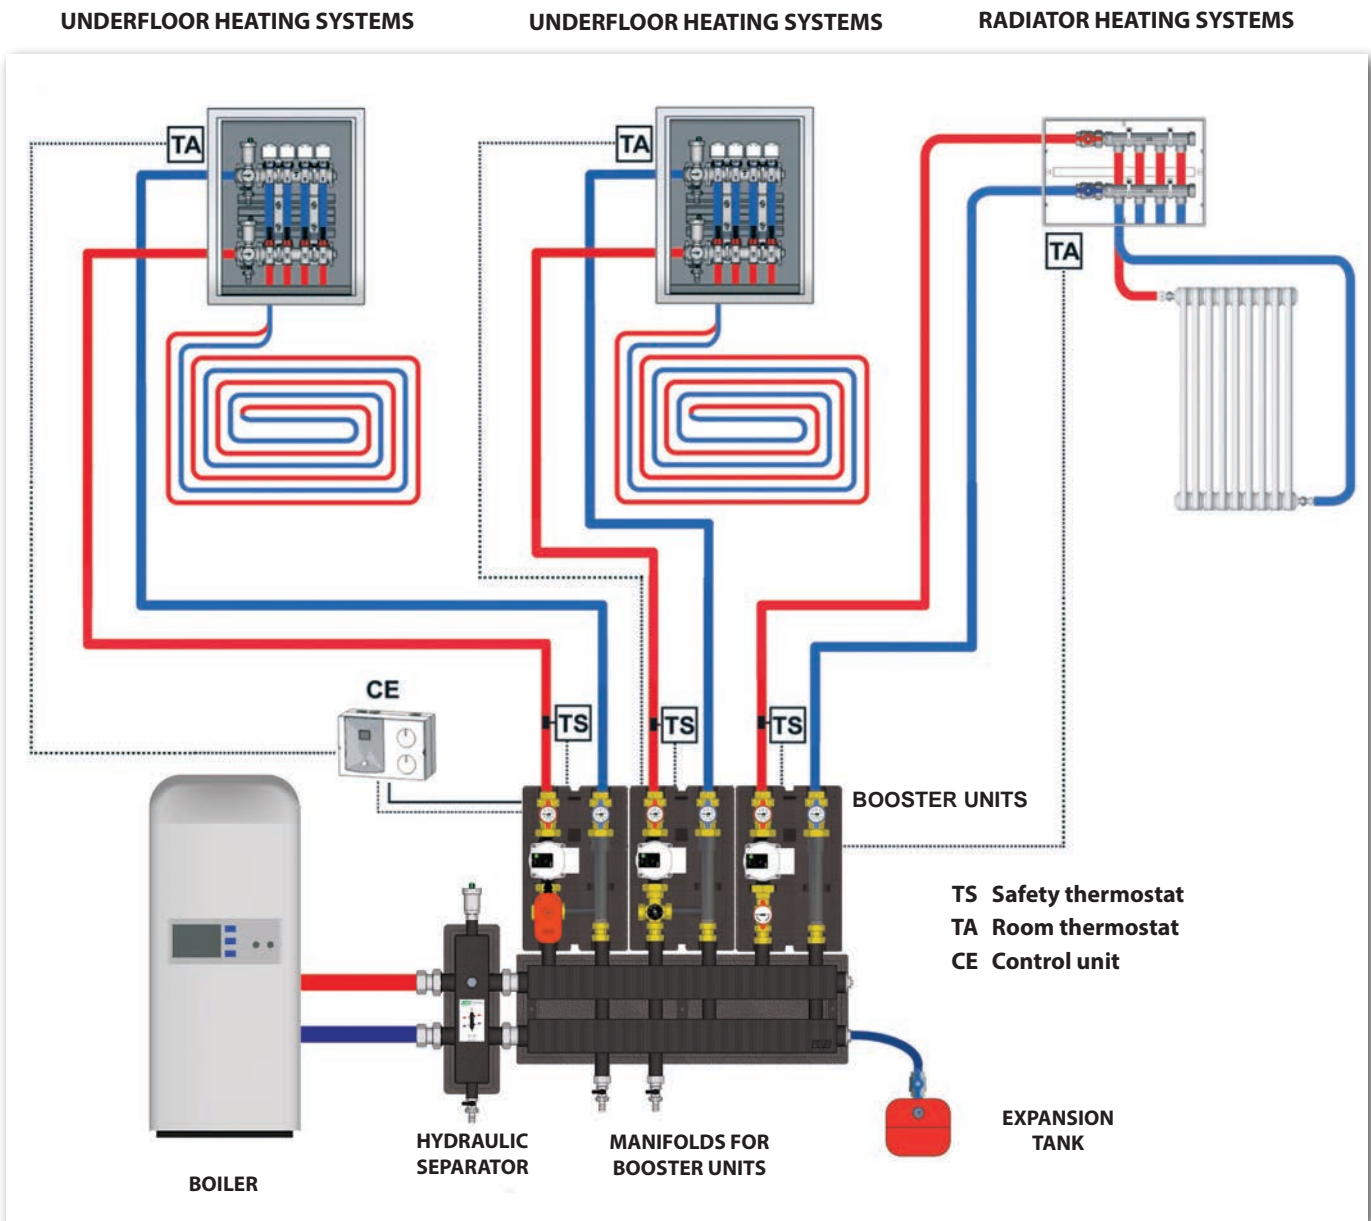 UNDERFLOOR HEATING SYSTEMS
UNDERFLOOR HEATING SYSTEMS
RADIATOR HEATING SYSTEMS
TA
TA
TA
CE
TS
TS
TS
BOOSTER UNITS
TS Safety thermostat
TA Room thermostat
CE Control unit
HYDRAULIC
SEPARATOR
MANIFOLDS FOR
BOOSTER UNITS
EXPANSION
TANK
BOILER